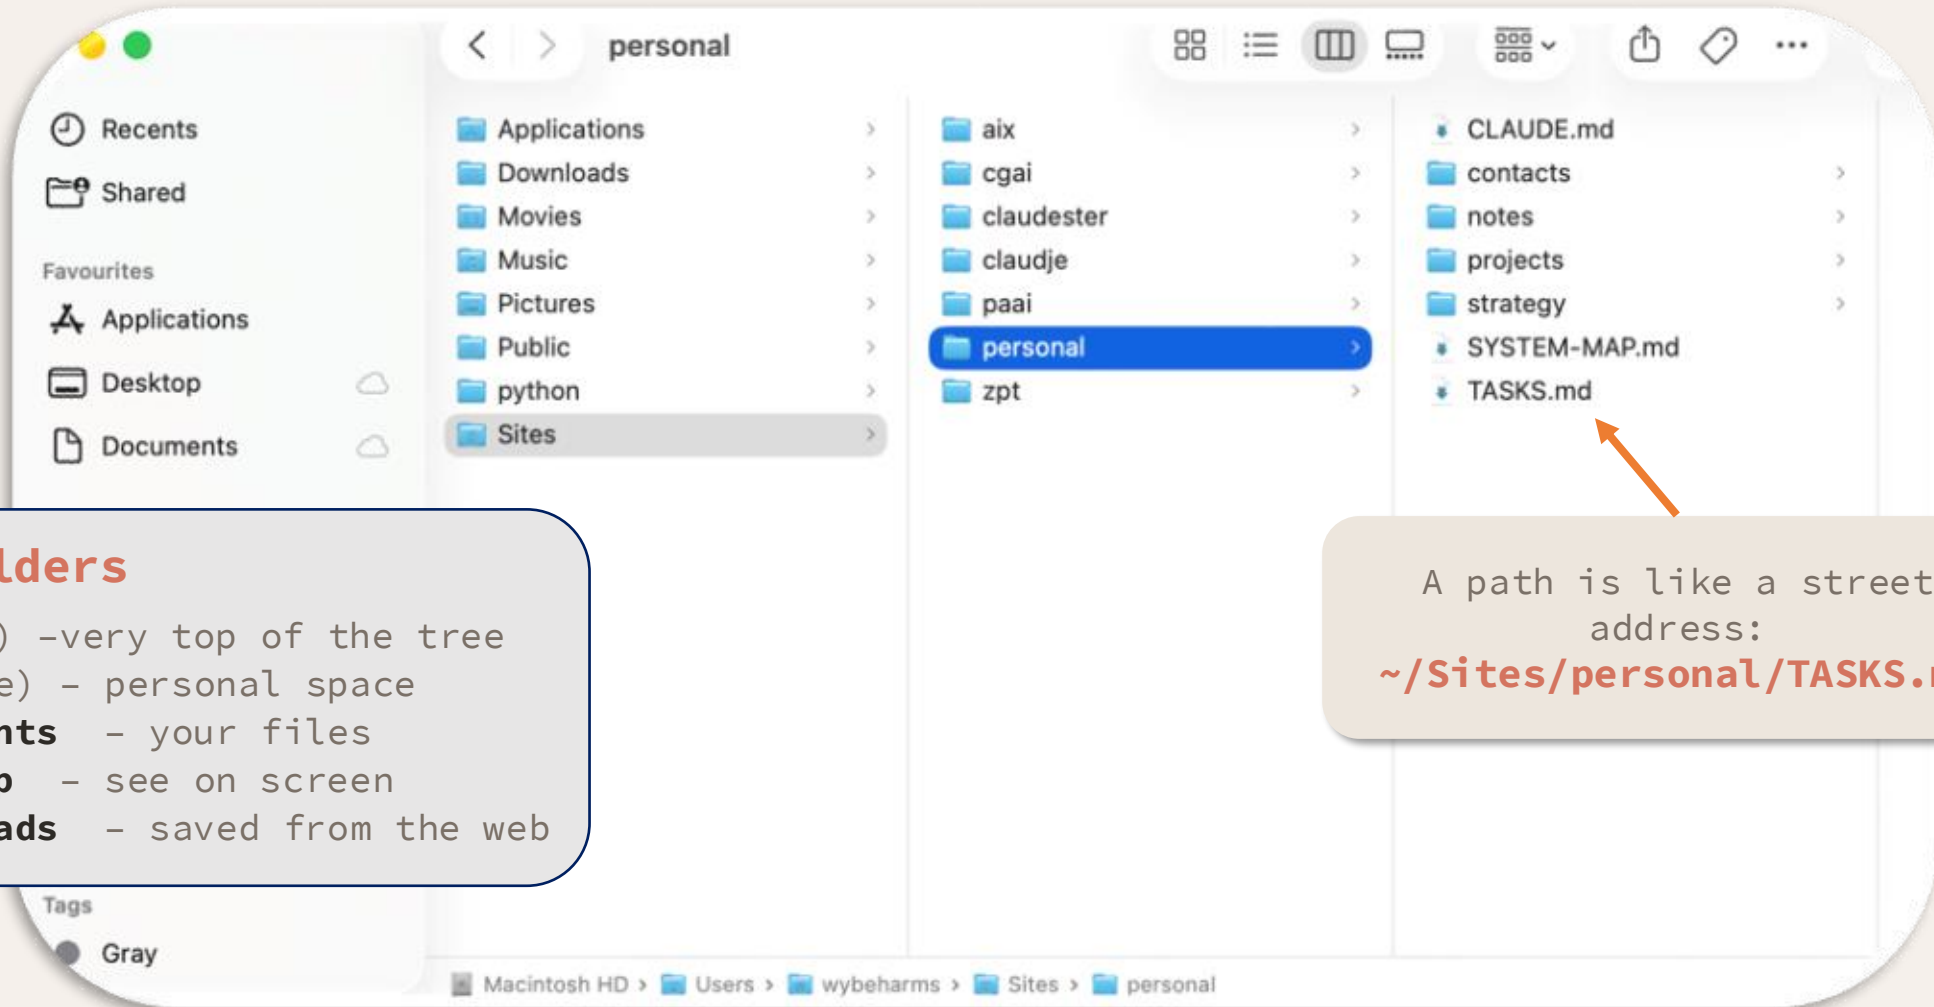 personal
Recents
Shared
Favourites
Applications
Desktop
Documents
Tags
Gray
Applications
Downloads
Movies
Music
Pictures
Public
python
Sites
aix
cgai
claudester
claudje
paai
personal
zpt
CLAUDE.md
contacts
notes
projects
strategy
SYSTEM-MAP.md
TASKS.md
lders
) –very top of the tree
e) – personal space
nts – your files
p – see on screen
ads – saved from the web
A path is like a street
address:
~/Sites/personal/TASKS.
Macintosh HD › Users › wybeharms › Sites › personal